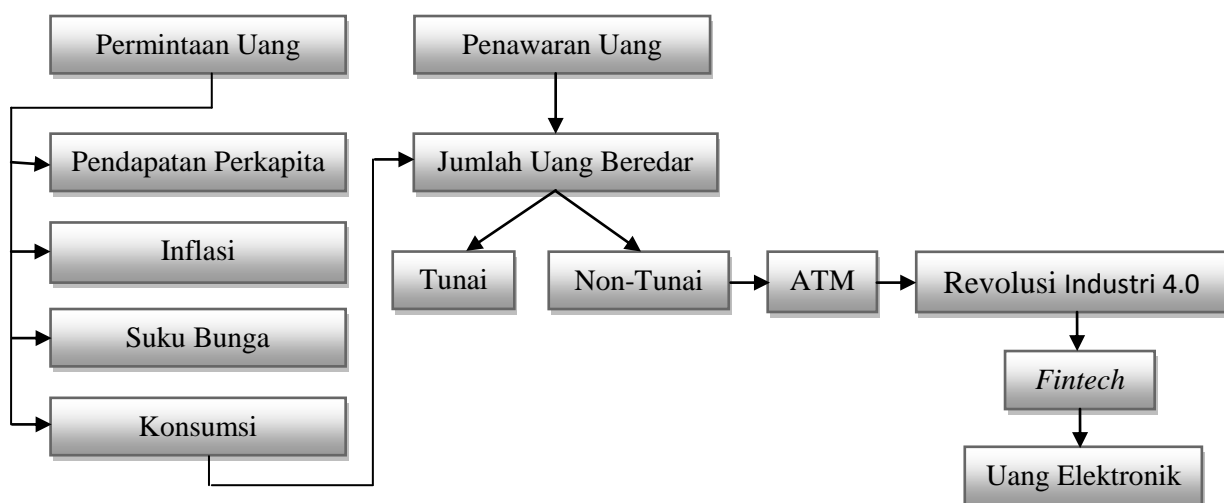 Permintaan Uang
Penawaran Uang
Pendapatan Perkapita
Jumlah Uang Beredar
Inflasi
Tunai
Non-Tunai
ATM
Revolusi Industri 4.0
Suku Bunga
Fintech
Konsumsi
Uang Elektronik